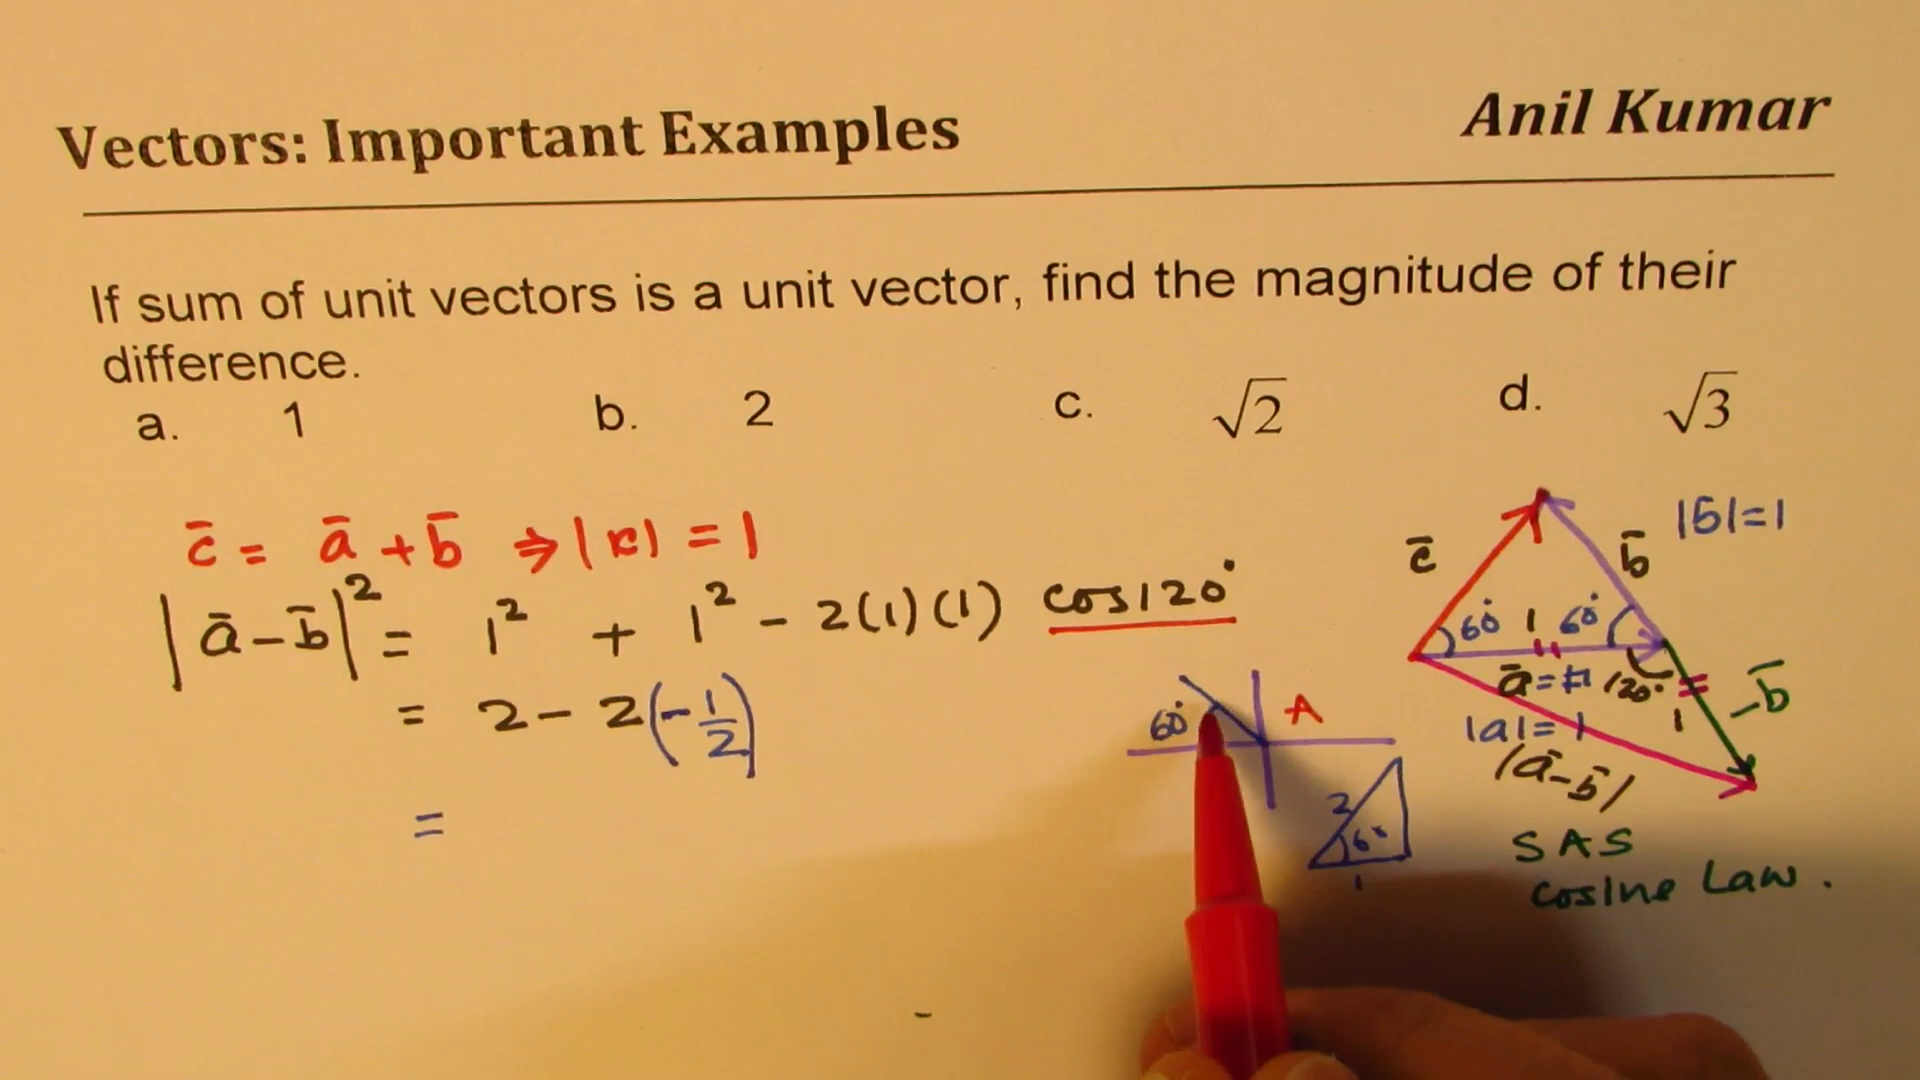 Vectors: Important Examples
Anil Kumar
If sum of unit vectors is a unit vector, find the magnitude of their
difference.
a. 1 b. 2 c. √2 d. √3
c̄ = ā + b̄ ⇒ |c| = 1
|ā - b̄|² = 1² + 1² - 2(1)(1) cos120°
= 2 - 2(-1/2)
=
60° A
2 60° 1
c̄ b̄ |b̄| = 1
60° 1 60°
ā = 120° 1 -b̄
|a| = 1
|ā - b̄|
SAS
Cosine Law.